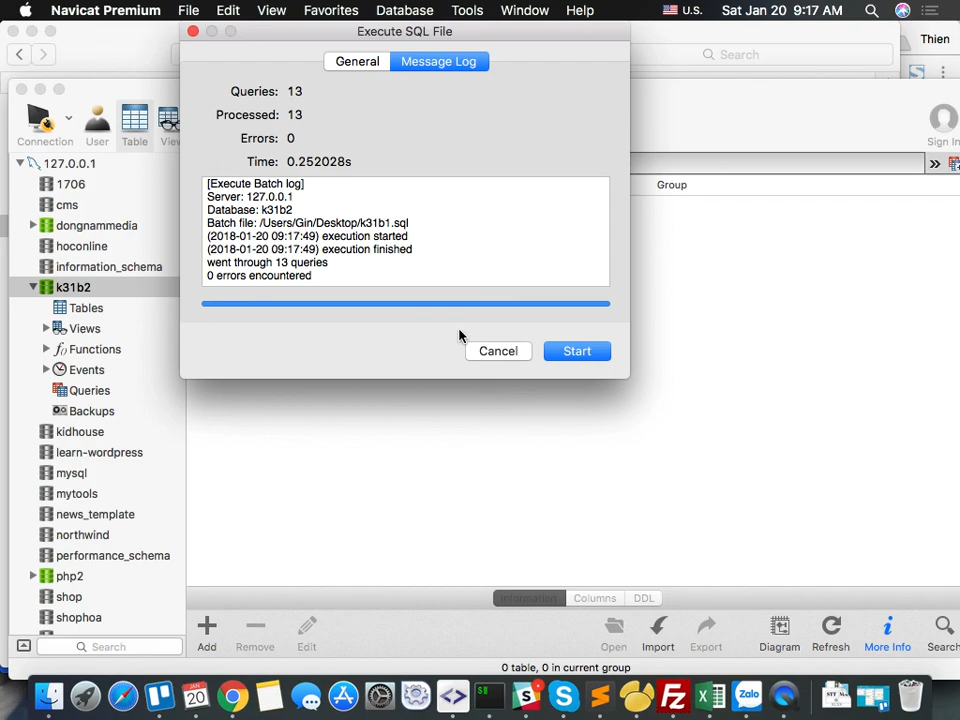 Navicat Premium File Edit View Favorites Database Tools Window Help U.S. Sat Jan 20 9:17 AM
Execute SQL File
Search
Thien
General Message Log
Queries: 13
Processed: 13
Errors: 0
Time: 0.252028s
[Execute Batch log]
Server: 127.0.0.1
Database: k31b2
Batch file: /Users/Gin/Desktop/k31b1.sql
(2018-01-20 09:17:49) execution started
(2018-01-20 09:17:49) execution finished
went through 13 queries
0 errors encountered
Cancel Start
Connection User Table View
Sign In
Group
127.0.0.1
1706
cms
dongnammedia
hoconline
information_schema
k31b2
Tables
Views
Functions
Events
Queries
Backups
kidhouse
learn-wordpress
mysql
mytools
news_template
northwind
performance_schema
php2
shop
shophoa
Search
Information Columns DDL
Add Remove Edit Open Import Export Diagram Refresh More Info Search
0 table, 0 in current group
JAN
20
Zalo